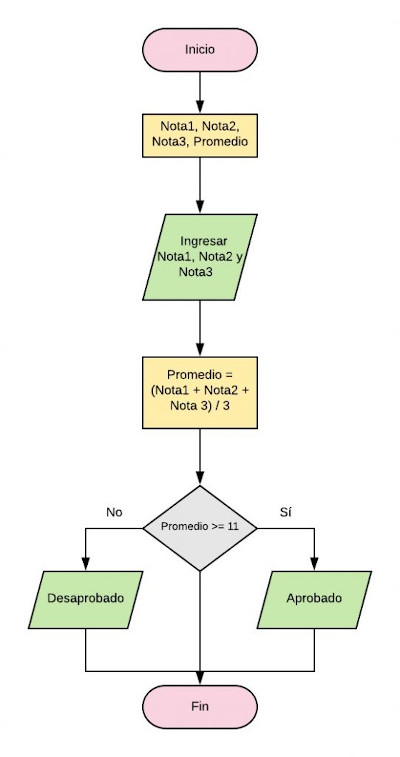 Inicio
Nota1, Nota2,
Nota3, Promedio
Ingresar
Nota1, Nota2 y
Nota3
Promedio =
(Nota1 + Nota2 +
Nota 3) / 3
No
Promedio >= 11
Sí
Desaprobado
Aprobado
Fin